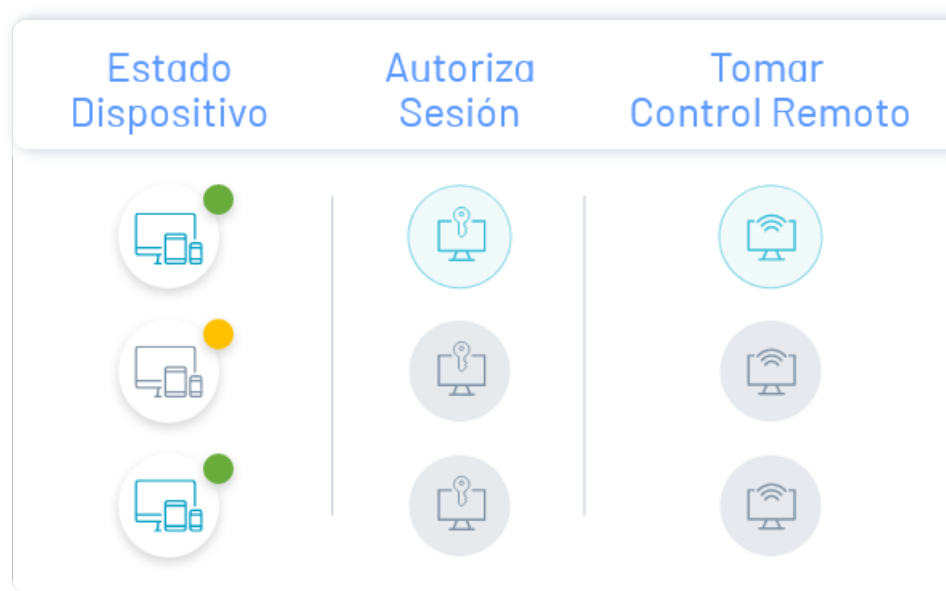 Estado
Dispositivo
Autoriza
Sesión
Tomar
Control Remoto